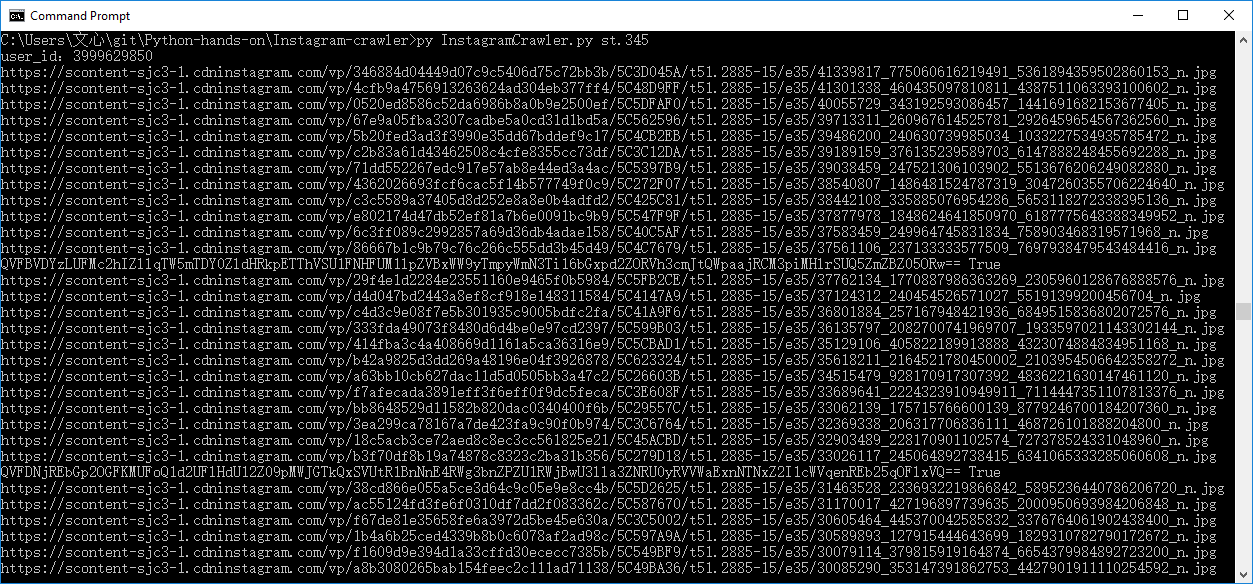 Command Prompt
C:\Users\文心\git\Python-hands-on\Instagram-crawler>py InstagramCrawler.py st.345
user_id: 3999629850
https://scontent-sjc3-1.cdninstagram.com/vp/346884d04449d07c9c5406d75c72bb3b/5C3D045A/t51.2885-15/e35/41339817_775060616219491_5361894359502860153_n.jpg
https://scontent-sjc3-1.cdninstagram.com/vp/4cfb9a4756913263624ad304eb377ff4/5C48D9FF/t51.2885-15/e35/41301338_460435097810811_4387511063393100602_n.jpg
https://scontent-sjc3-1.cdninstagram.com/vp/0520ed8586c52da6986b8a0b9e2500ef/5C5DFAF0/t51.2885-15/e35/40055729_343192593086457_1441691682153677405_n.jpg
https://scontent-sjc3-1.cdninstagram.com/vp/67e9a05fba3307cadbe5a0cd31d1bd5a/5C562596/t51.2885-15/e35/39713311_260967614525781_2926459654567362560_n.jpg
https://scontent-sjc3-1.cdninstagram.com/vp/5b20fed3ad3f3990e35dd67bddef9c17/5C4CB2EB/t51.2885-15/e35/39486200_240630739985034_1033227534935785472_n.jpg
https://scontent-sjc3-1.cdninstagram.com/vp/c2b83a61d43462508c4cfe8355cc73df/5C3C12DA/t51.2885-15/e35/39189159_376135239589703_6147888248455692288_n.jpg
https://scontent-sjc3-1.cdninstagram.com/vp/71dd552267edc917e57ab8e44ed3a4ac/5C5397B9/t51.2885-15/e35/39038459_247521306103902_5513676206249082880_n.jpg
https://scontent-sjc3-1.cdninstagram.com/vp/4362026693fcf6cac5f14b577749f0c9/5C272F07/t51.2885-15/e35/38540807_1486481524787319_3047260355706224640_n.jpg
https://scontent-sjc3-1.cdninstagram.com/vp/c3c5589a37405d8d252e8a8e0b4adfd2/5C425C81/t51.2885-15/e35/38442108_335885076954286_5653118272338395136_n.jpg
https://scontent-sjc3-1.cdninstagram.com/vp/e802174d47db52ef81a7b6e0091bc9b9/5C547F9F/t51.2885-15/e35/37877978_1848624641850970_6187775648388349952_n.jpg
https://scontent-sjc3-1.cdninstagram.com/vp/6c3ff089c2992857a69d36db4adae158/5C40C5AF/t51.2885-15/e35/37583459_249964745831834_758903468319571968_n.jpg
https://scontent-sjc3-1.cdninstagram.com/vp/86667b1c9b79c76c266c555dd3b45d49/5C4C7679/t51.2885-15/e35/37561106_237133333577509_7697938479543484416_n.jpg
QVFBVDYzLUFMc2hIZl1qTW5mTDY0Z1dHRkpETThVSU1FNHFUM1lpZVBxWW9yTmpyWmN3Ti16bGxpd2ZORVh3cmJtQWpaajRCM3piMH1rSUQ5ZmZBZ050Rw== True
https://scontent-sjc3-1.cdninstagram.com/vp/29f4e1d2284e23551160e9465f0b5984/5C5FB2CE/t51.2885-15/e35/37762134_1770887986363269_2305960128676888576_n.jpg
https://scontent-sjc3-1.cdninstagram.com/vp/d4d047bd2443a8ef8cf918e148311584/5C4147A9/t51.2885-15/e35/37124312_240454526571027_55191399200456704_n.jpg
https://scontent-sjc3-1.cdninstagram.com/vp/c4d3c9e08f7e5b301935c9005bdfc2fa/5C41A9F6/t51.2885-15/e35/36801884_257167948421936_6849515836802072576_n.jpg
https://scontent-sjc3-1.cdninstagram.com/vp/333fda49073f8480d6d4be0e97cd2397/5C599B03/t51.2885-15/e35/36135797_2082700741969707_1933597021143302144_n.jpg
https://scontent-sjc3-1.cdninstagram.com/vp/414fba3c4a408669d1161a5ca36316e9/5C5CBAD1/t51.2885-15/e35/35129106_405822189913888_4323074884834951168_n.jpg
https://scontent-sjc3-1.cdninstagram.com/vp/b42a9825d3dd269a48196e04f3926878/5C623324/t51.2885-15/e35/35618211_2164521780450002_2103954506642358272_n.jpg
https://scontent-sjc3-1.cdninstagram.com/vp/a63bb10cb627dac11d5d0505bb3a47c2/5C26603B/t51.2885-15/e35/34515479_928170917307392_4836221630147461120_n.jpg
https://scontent-sjc3-1.cdninstagram.com/vp/f7afecada3891eff3f6eff0f9dc5feca/5C3E608F/t51.2885-15/e35/33689641_2224323910949911_7114447351107813376_n.jpg
https://scontent-sjc3-1.cdninstagram.com/vp/bb8648529d11582b820dac0340400f6b/5C29557C/t51.2885-15/e35/33062139_175715766600139_8779246700184207360_n.jpg
https://scontent-sjc3-1.cdninstagram.com/vp/3ea299ca78167a7de423fa9c90f0b974/5C3C6764/t51.2885-15/e35/32369338_206317706836111_468726101888204800_n.jpg
https://scontent-sjc3-1.cdninstagram.com/vp/18c5acb3ce72aed8c8ec3cc561825e21/5C45ACBD/t51.2885-15/e35/32903489_228170901102574_7273785243310489​60_n.jpg
https://scontent-sjc3-1.cdninstagram.com/vp/b3f70df8b19a74878c8323c2ba31b356/5C24D117/t51.2885-15/e35/33026118_245064892738415_6341065333285060608_n.jpg
QVFDNjREbGp2OGFKMUFoQ1d2UF1HdU12Z09pMWJGTkQxSVUtR1BnNnE4RWg3bnZPZU1RWjBwU311a3ZNRU0yRVVWaExnNTNxZ2I1cWVqenREb25qOF1xVQ== True
https://scontent-sjc3-1.cdninstagram.com/vp/38cd866e055a5ce3d64c9c05e9e8cc4b/5C5D2625/t51.2885-15/e35/31463528_2336932219866842_5895236440786206720_n.jpg
https://scontent-sjc3-1.cdninstagram.com/vp/ac55124fd3fe6f0310df7dd2f083362c/5C587670/t51.2885-15/e35/31170017_427196897739635_2000950693984206848_n.jpg
https://scontent-sjc3-1.cdninstagram.com/vp/f67de81e35658fe6a3972d5be45e630a/5C3C5002/t51.2885-15/e35/30605464_445370042585832_3376764061902438400_n.jpg
https://scontent-sjc3-1.cdninstagram.com/vp/1b4a6b25ced4339b8b0c6078af2ad98c/5C597A9A/t51.2885-15/e35/30589893_127915444643699_1829310782790172672_n.jpg
https://scontent-sjc3-1.cdninstagram.com/vp/f1609d9e394d1a33cffd30ececc7385b/5C549BF9/t51.2885-15/e35/30079114_379815919164874_6654379984892723200_n.jpg
https://scontent-sjc3-1.cdninstagram.com/vp/a8b3080265bab154feec2c111ad71138/5C49BA36/t51.2885-15/e35/30085290_353147391862753_4427901911110254592_n.jpg